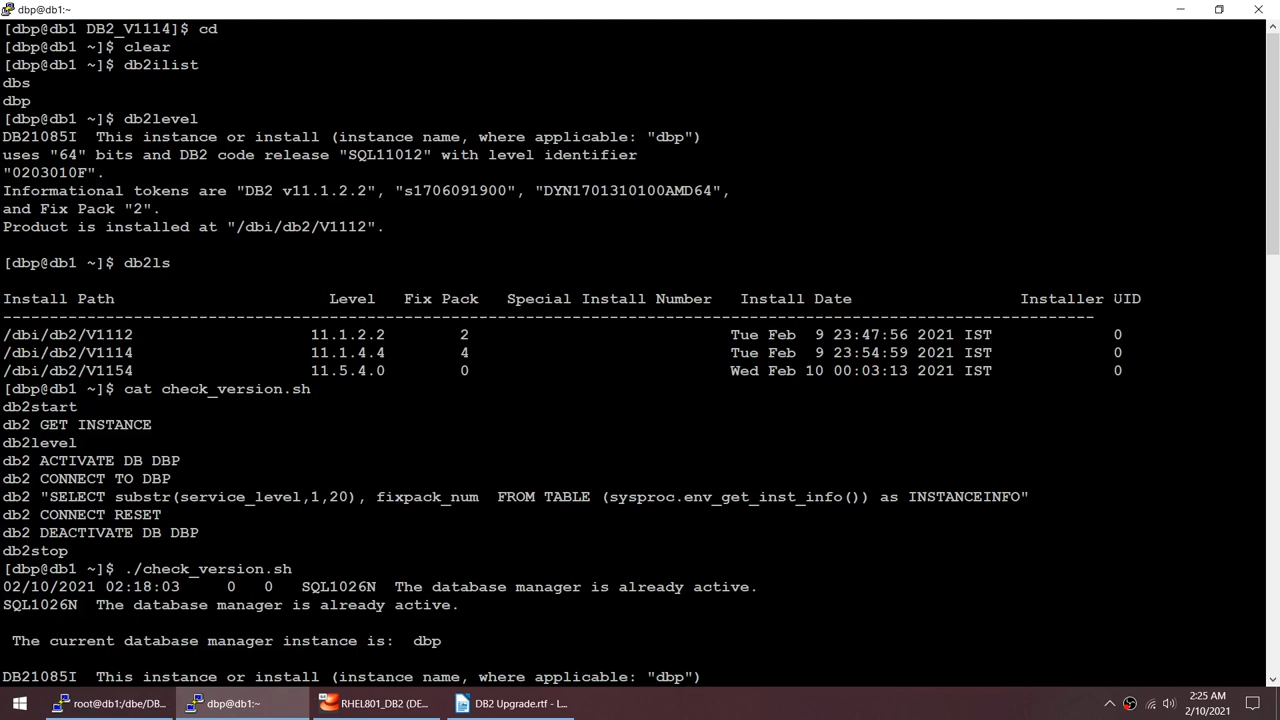 dbp@db1:~
[dbp@db1 DB2_V1114]$ cd
[dbp@db1 ~]$ clear
[dbp@db1 ~]$ db2ilist
dbs
dbp
[dbp@db1 ~]$ db2level
DB21085I  This instance or install (instance name, where applicable: "dbp")
uses "64" bits and DB2 code release "SQL11012" with level identifier
"0203010F".
Informational tokens are "DB2 v11.1.2.2", "s1706091900", "DYN1701310100AMD64",
and Fix Pack "2".
Product is installed at "/dbi/db2/V1112".
[dbp@db1 ~]$ db2ls
Install Path                       Level   Fix Pack   Special Install Number   Install Date                  Installer UID
---------------------------------------------------------------------------------------------------------------------
/dbi/db2/V1112                   11.1.2.2        2                            Tue Feb  9 23:47:56 2021 IST             0
/dbi/db2/V1114                   11.1.4.4        4                            Tue Feb  9 23:54:59 2021 IST             0
/dbi/db2/V1154                   11.5.4.0        0                            Wed Feb 10 00:03:13 2021 IST             0
[dbp@db1 ~]$ cat check_version.sh
db2start
db2 GET INSTANCE
db2level
db2 ACTIVATE DB DBP
db2 CONNECT TO DBP
db2 "SELECT substr(service_level,1,20), fixpack_num  FROM TABLE (sysproc.env_get_inst_info()) as INSTANCEINFO"
db2 CONNECT RESET
db2 DEACTIVATE DB DBP
db2stop
[dbp@db1 ~]$ ./check_version.sh
02/10/2021 02:18:03     0   0   SQL1026N  The database manager is already active.
SQL1026N  The database manager is already active.
 The current database manager instance is:  dbp
DB21085I  This instance or install (instance name, where applicable: "dbp")
root@db1:/dbe/DB... dbp@db1:~ RHEL801_DB2 (DE... DB2 Upgrade.rtf - L... 2:25 AM
2/10/2021